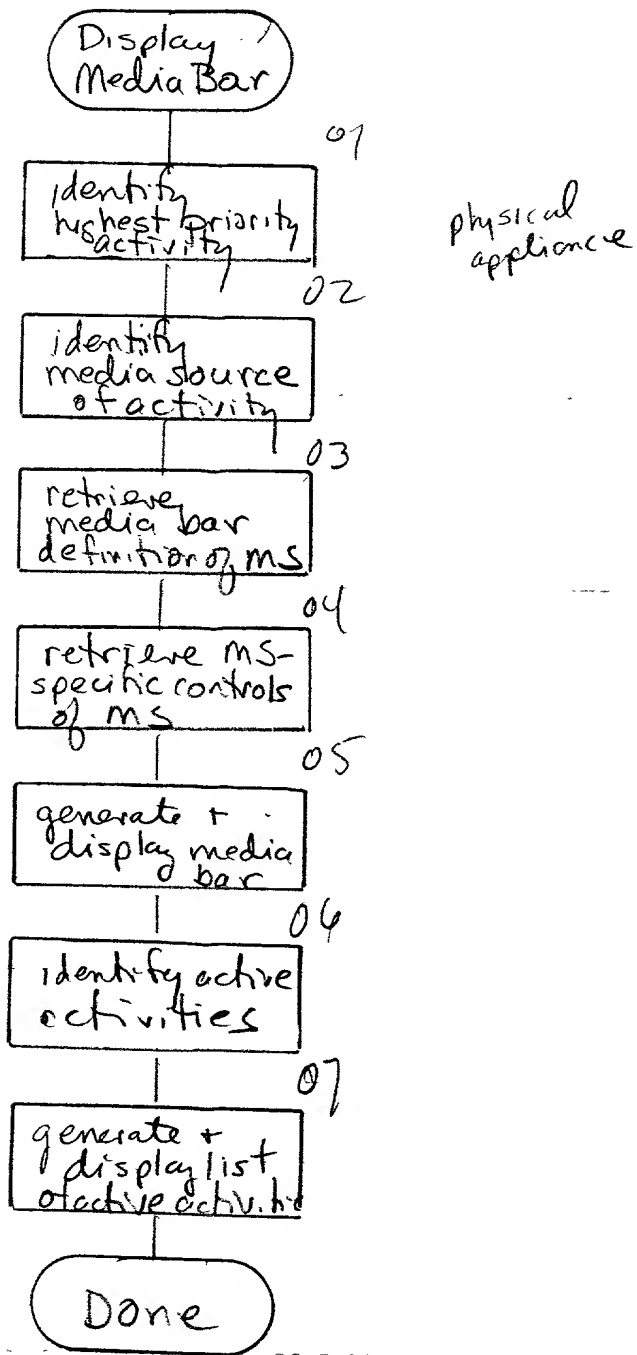 Display
Media Bar
01
identify
highest priority
activity
physical
appliance
02
identify
media source
of activity
03
retrieve
media bar
definition of MS
04
retrieve MS-
specific controls
of MS
05
generate +
display media
bar
06
identify active
activities
07
generate +
display list
of active activitie
Done